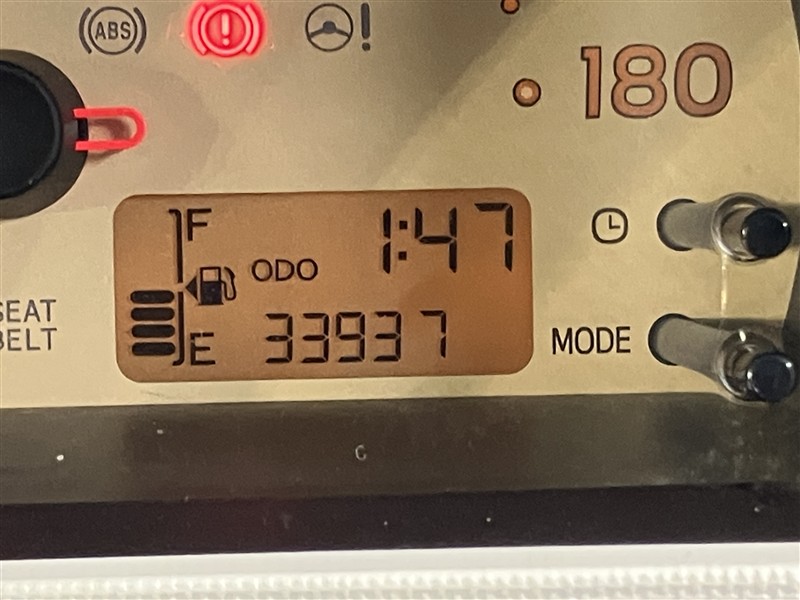 ABS
180
F
1:47
ODO
SEAT
BELT
E
33937
MODE